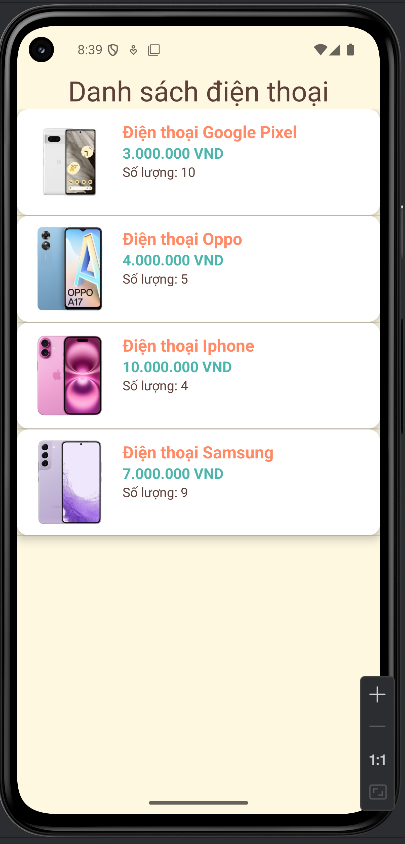 8:39
Danh sách điện thoại
Điện thoại Google Pixel
3.000.000 VND
Số lượng: 10
Điện thoại Oppo
4.000.000 VND
Số lượng: 5
OPPO
A17
Điện thoại Iphone
10.000.000 VND
Số lượng: 4
Điện thoại Samsung
7.000.000 VND
Số lượng: 9
1:1